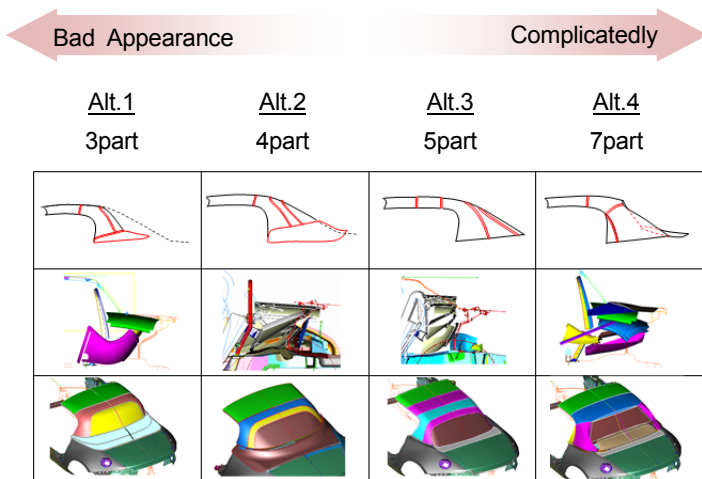 Bad Appearance
Complicatedly
Alt.1
Alt.2
Alt.3
Alt.4
3part
4part
5part
7part